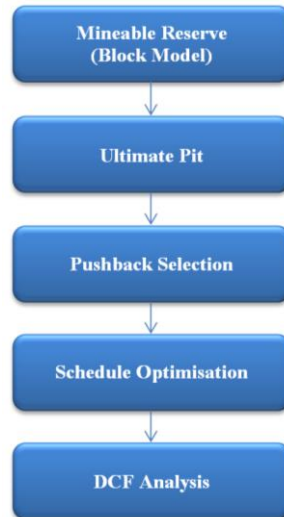 Mineable Reserve
(Block Model)
Ultimate Pit
Pushback Selection
Schedule Optimisation
DCF Analysis